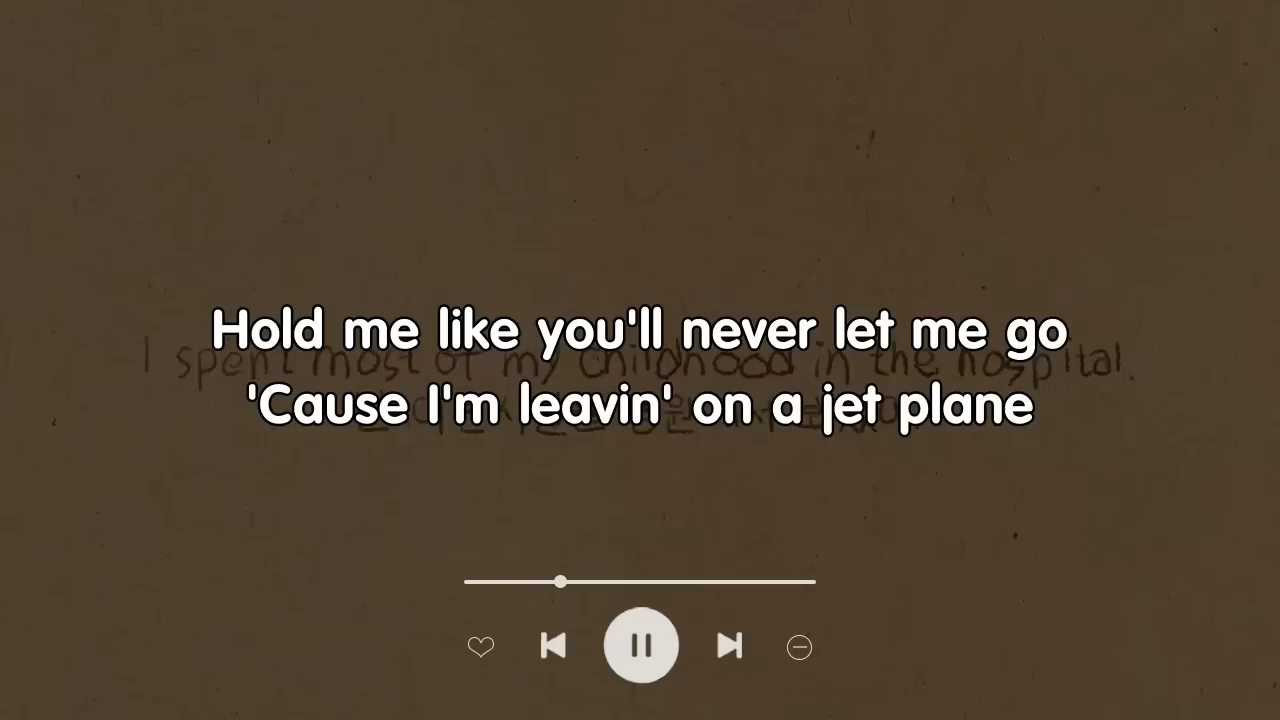 Hold me like you'll never let me go
I spent most of my childhood in the hospital.
'Cause I'm leavin' on a jet plane